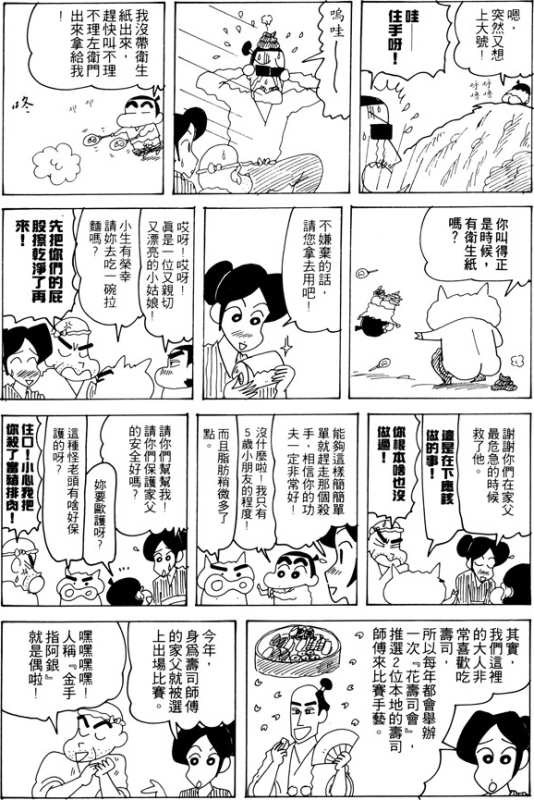 嗯，
突然又想
上大號！
哇──
住手呀！
嗚哇──
我沒帶衛生
紙出來，
趕快叫不理
不理左衛門
出來拿給我
！
咚
你叫得正
是時候，
有衛生紙
嗎？
不嫌棄的話，
請您拿去用吧！
哎呀！哎呀！
真是一位又親切
又漂亮的小姑娘！
小生有榮幸
請妳去吃一碗拉
麵嗎？
先把你們的屁
股擦乾淨了再
來！
謝謝你們在家父
最危急的時候
救了他。
這是在下應該
做的事！
你根本啥也沒
做過！
能夠這樣簡簡單
單就趕走那個殺
手，相信你的功
夫一定非常好！
沒什麼啦！我只有
5歲小朋友的程度！
而且脂肪稍微多了
點。
請你們幫幫我！
請你們保護家父
的安全好嗎？
妳要歐護呀？
這種怪老頭有啥好保
護的呀？
住口！小心我把
你殺了當豬排肉！
其實，
我們這裡
的大人非
常喜歡吃
壽司，
所以每年都會舉辦
一次『花壽司會』，
推選2位本地的壽司
師傅來比賽手藝。
今年，
身為壽司師傅
的家父就被選
上出場比賽。
嘿嘿嘿嘿！
人稱『金手
指阿銀』
就是偶啦！